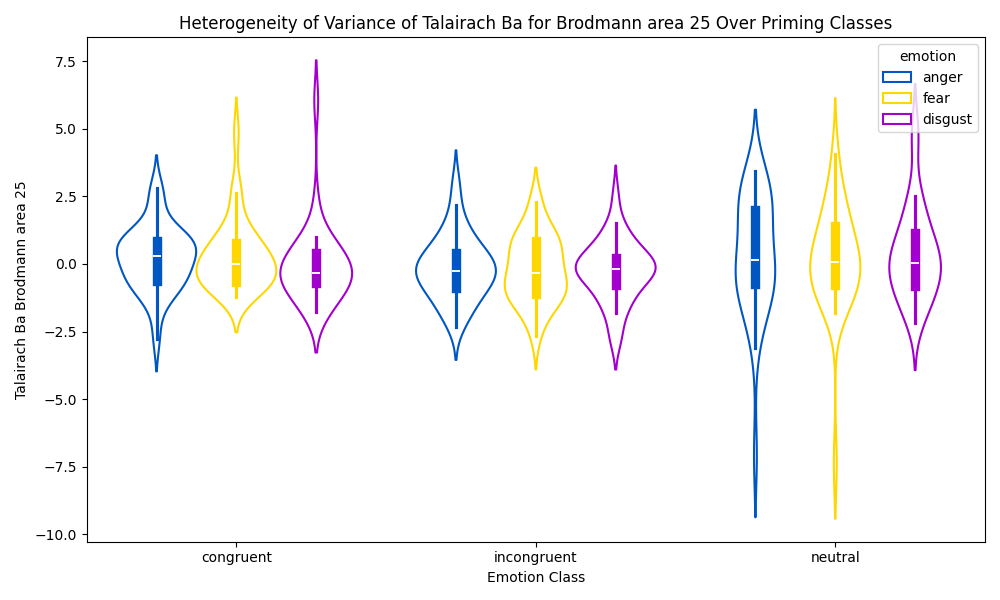 Heterogeneity of Variance of Talairach Ba for Brodmann area 25 Over Priming Classes
Talairach Ba Brodmann area 25
7.5
5.0
2.5
0.0
−2.5
−5.0
−7.5
−10.0
emotion
anger
fear
disgust
congruent
incongruent
neutral
Emotion Class